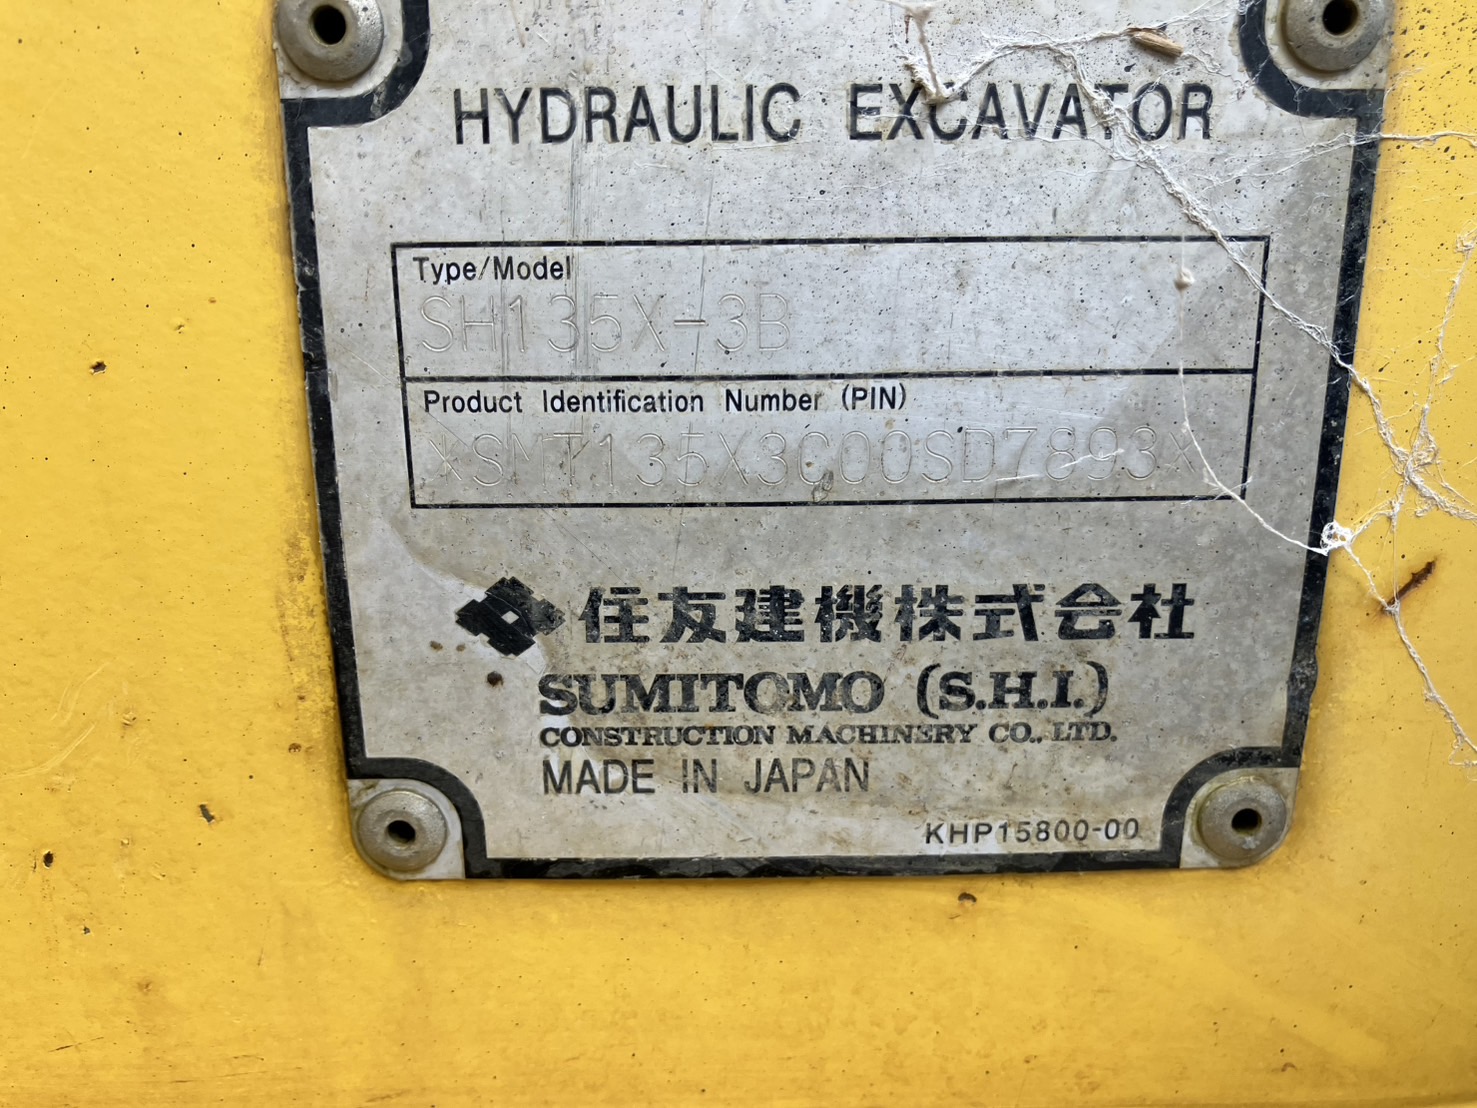 HYDRAULIC EXCAVATOR
Type/Model
SH135X-3B
Product Identification Number (PIN)
*SMT135X3C00SD7893*
住友建機株式会社
SUMITOMO (S.H.I.)
CONSTRUCTION MACHINERY CO., LTD.
MADE IN JAPAN
KHP15800-00